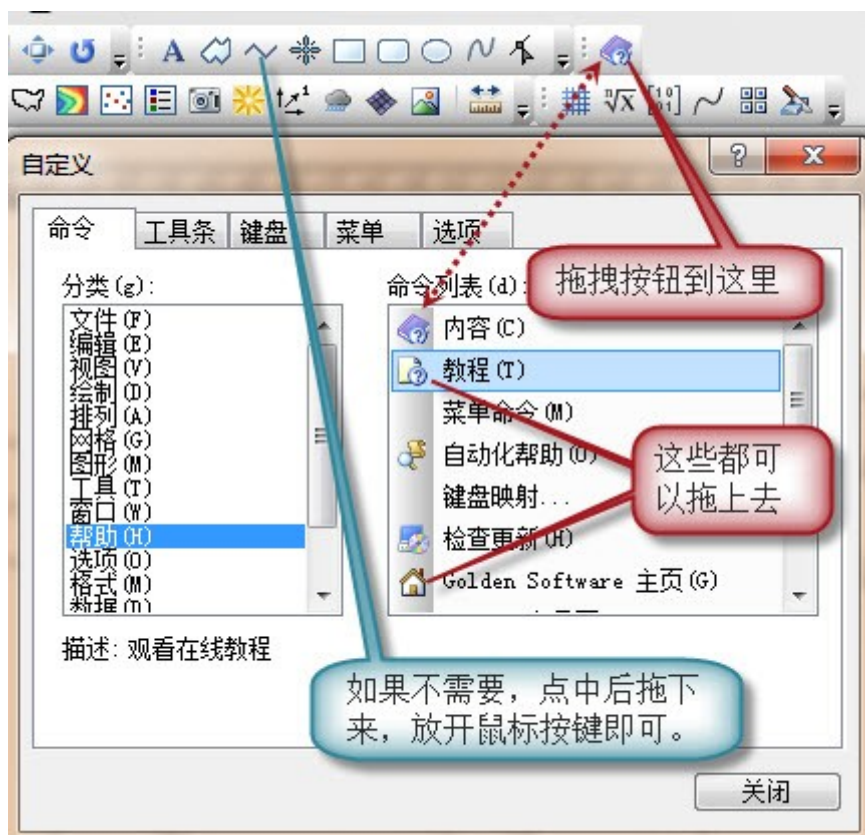 自定义
命令 工具条 键盘 菜单 选项
拖拽按钮到这里
分类(g): 命令列表(d):
文件(F)
编辑(E)
视图(V)
绘制(D)
排列(A)
网格(G)
图形(M)
工具(T)
窗口(W)
帮助(H)
选项(O)
格式(M)
数据(D)
内容(C)
教程(T)
菜单命令(M)
自动化帮助(U)
键盘映射...
检查更新(H)
Golden Software 主页(G)
这些都可
以拖上去
描述: 观看在线教程
如果不需要，点中后拖下
来，放开鼠标按键即可。
关闭